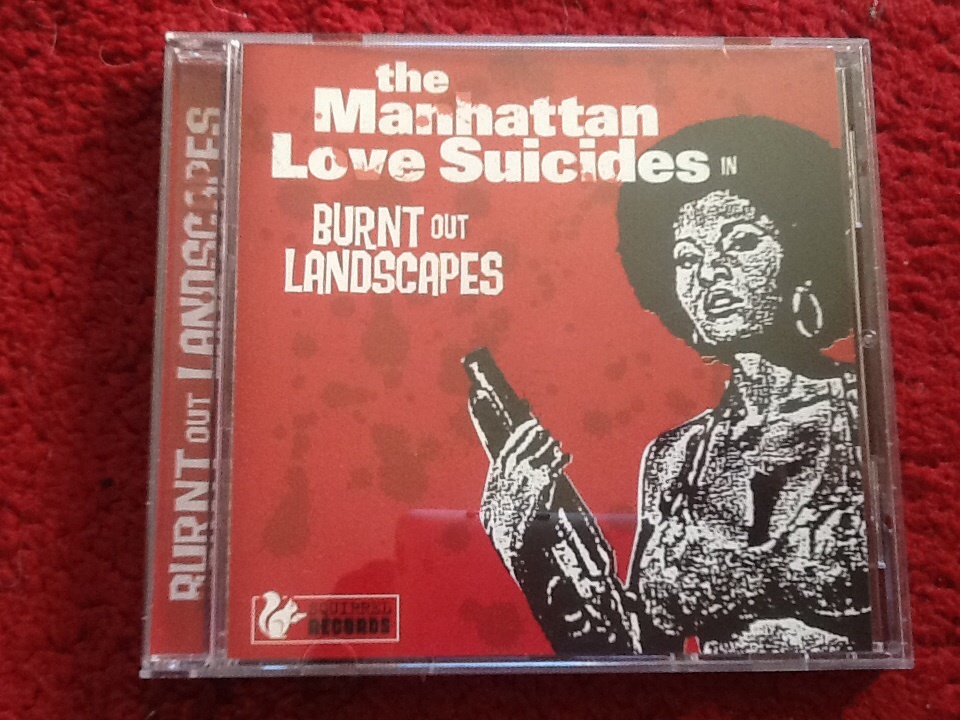 the
Manhattan
Love Suicides IN
BURNT OUT
LANDSCAPES
BURNT OUT LANDSCAPES
SQUIRREL
RECORDS